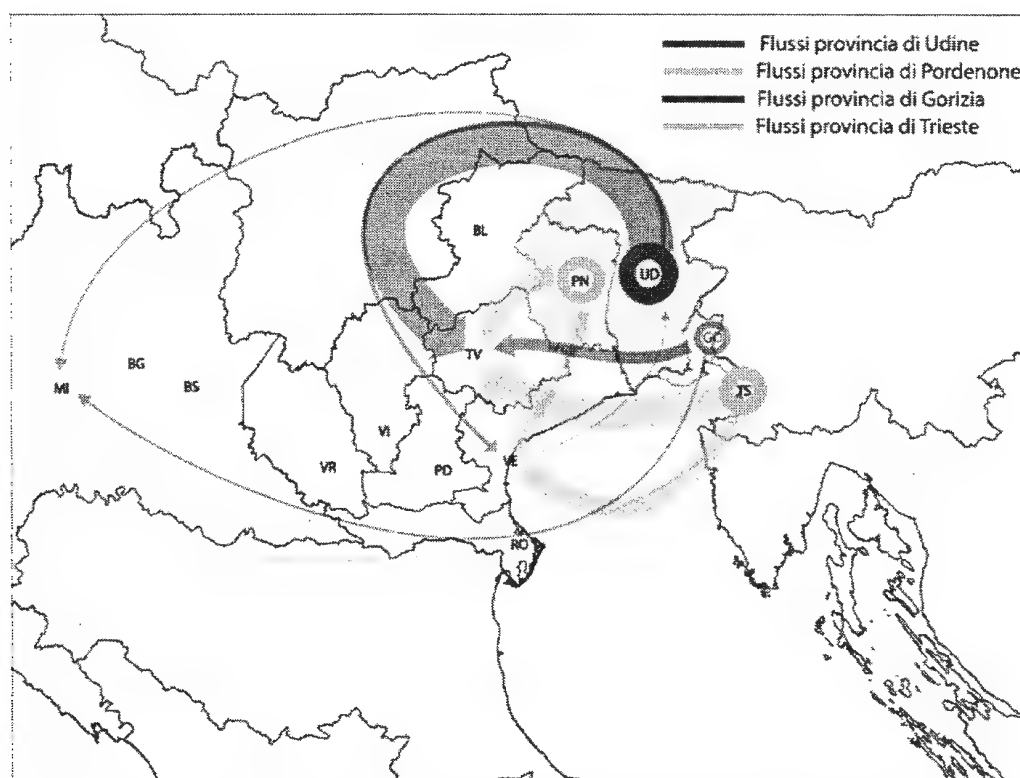 Flussi provincia di Udine
Flussi provincia di Pordenone
Flussi provincia di Gorizia
Flussi provincia di Trieste
BL
PN
UD
GO
TV
TS
BG
MI
BS
VI
VE
VR
PD
RO